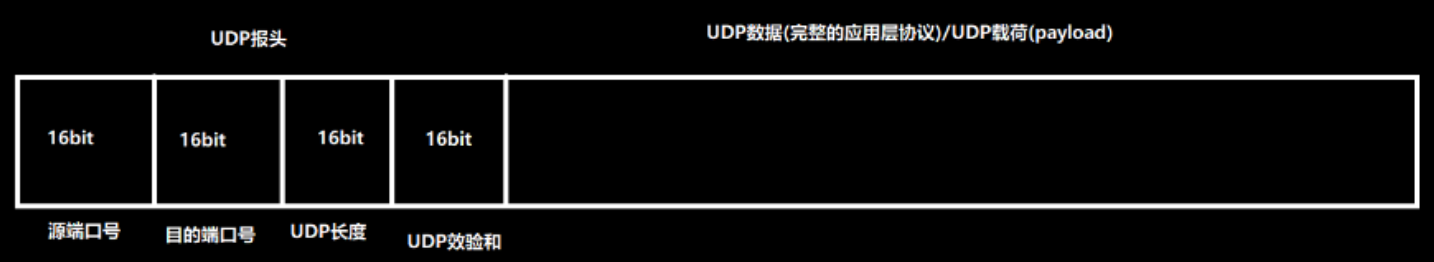 UDP报头
UDP数据(完整的应用层协议)/UDP载荷(payload)
16bit
16bit
16bit
16bit
源端口号
目的端口号
UDP长度
UDP效验和